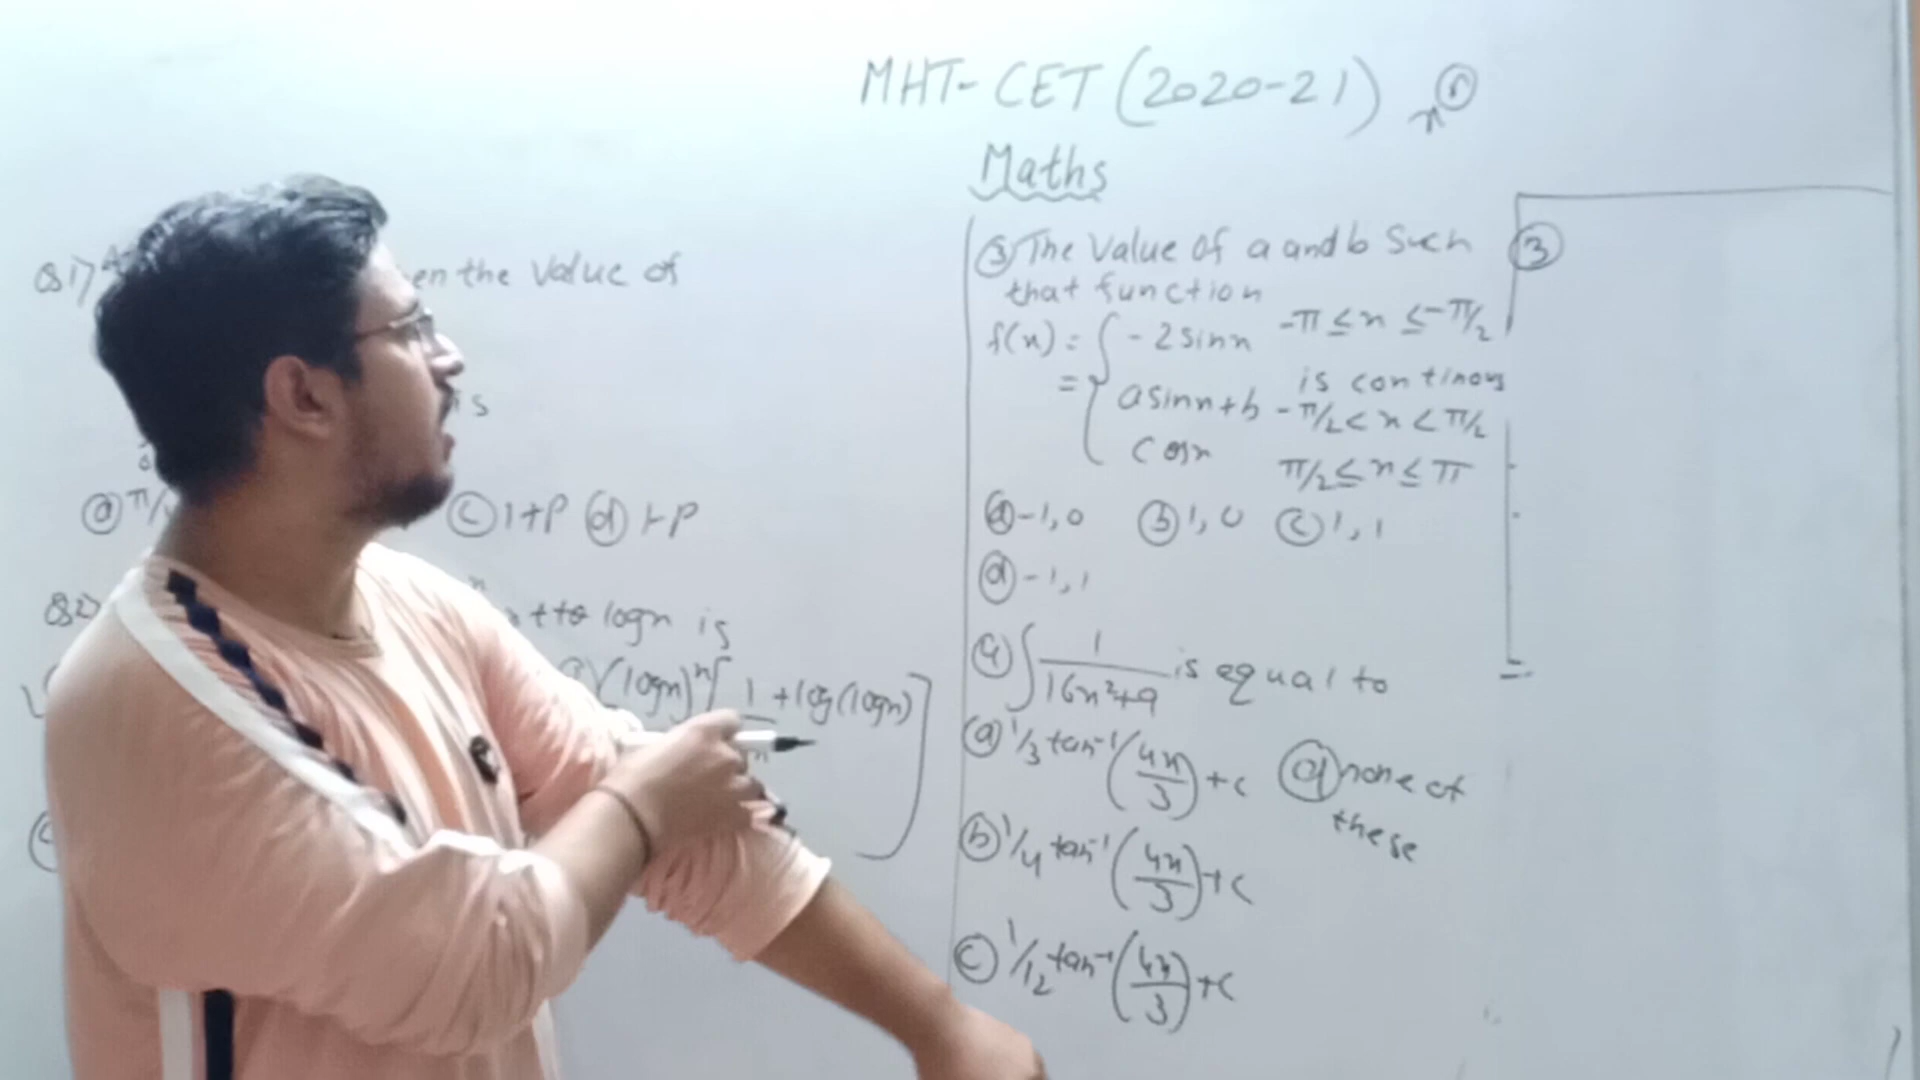 MHT-CET (2020-21) x
Maths
Q1) en the value of
is
ⓐ π/ ⓒ 1+P ⓓ 1-P
Q2) t to logx is
(logx)ˣ[ 1 + log(logx) ]
③ The value of a and b such
that function
f(x) = { -2 sinx -π ≤ x ≤ -π/2
is continous
= { a sinx + b -π/2 < x < π/2
cosx π/2 ≤ x ≤ π
ⓐ -1, 0 ⓑ 1, 0 ⓒ 1, 1
ⓓ -1, 1
④ ∫ 1/(16x²+9) is equal to
ⓐ 1/3 tan⁻¹(4x/3) + c ⓓ none of
these
ⓑ 1/4 tan⁻¹(4x/3) + c
ⓒ 1/12 tan⁻¹(4x/3) + c
③
=